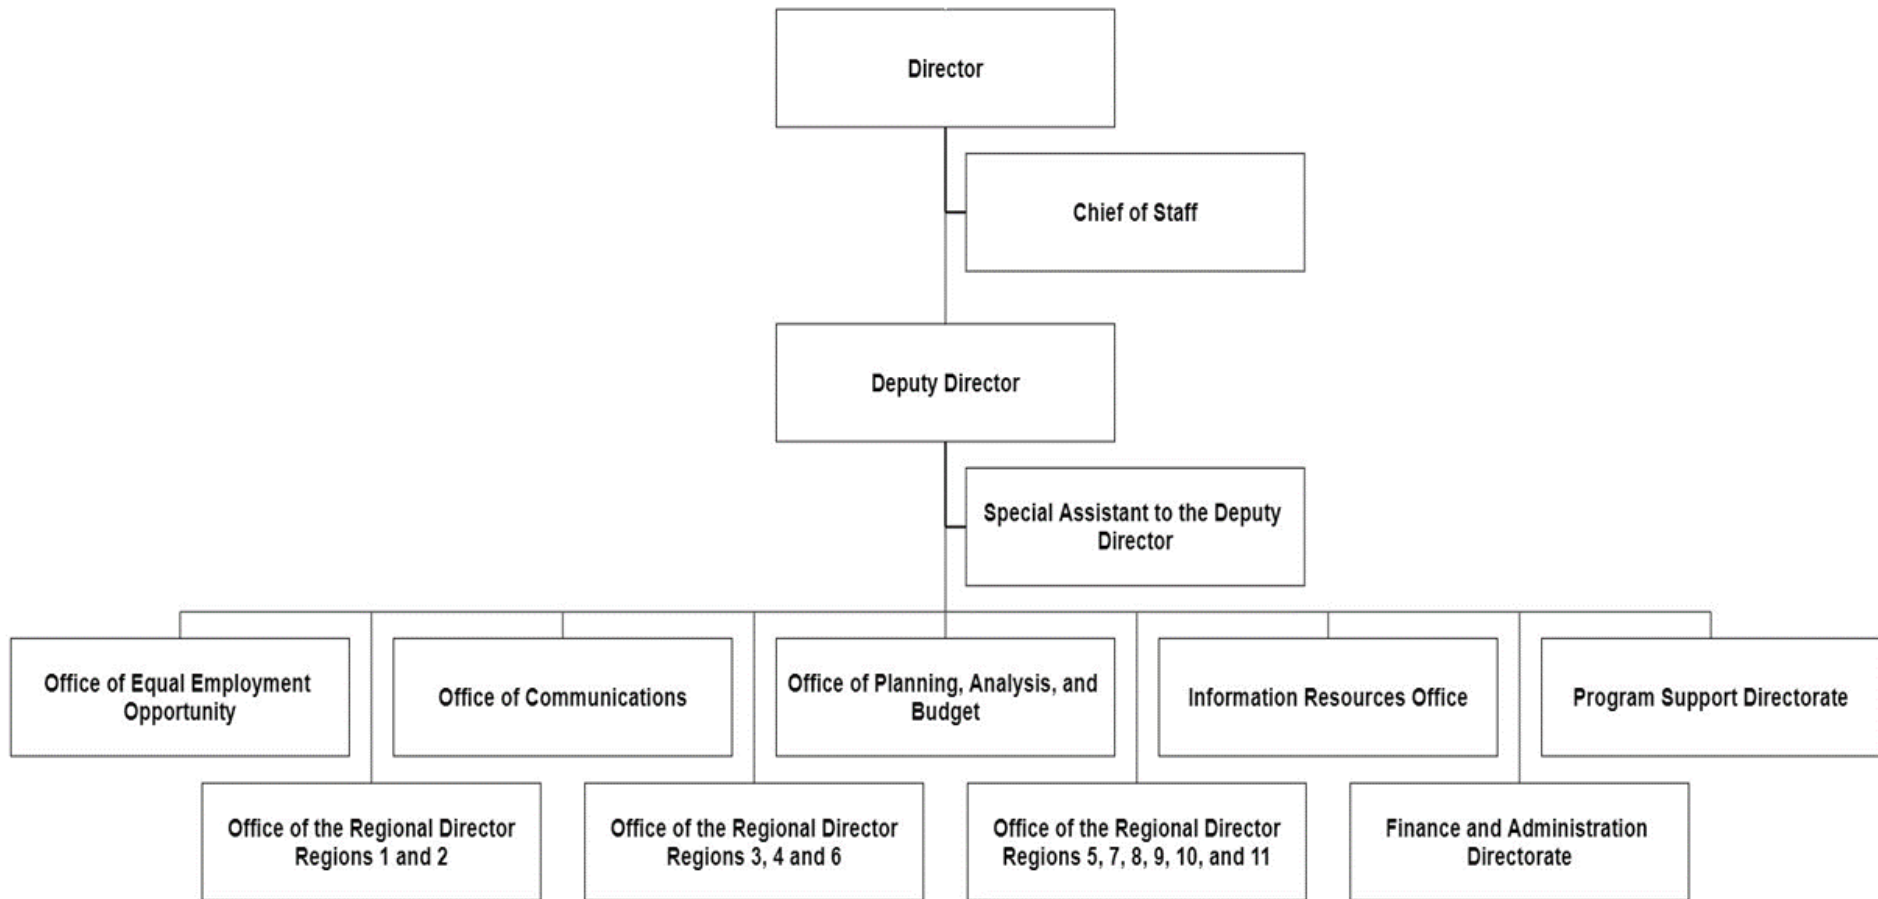 Director
Chief of Staff
Deputy Director
Special Assistant to the Deputy
Director
Office of Equal Employment
Opportunity
Office of Communications
Office of Planning, Analysis, and
Budget
Information Resources Office
Program Support Directorate
Office of the Regional Director
Regions 1 and 2
Office of the Regional Director
Regions 3, 4 and 6
Office of the Regional Director
Regions 5, 7, 8, 9, 10, and 11
Finance and Administration
Directorate